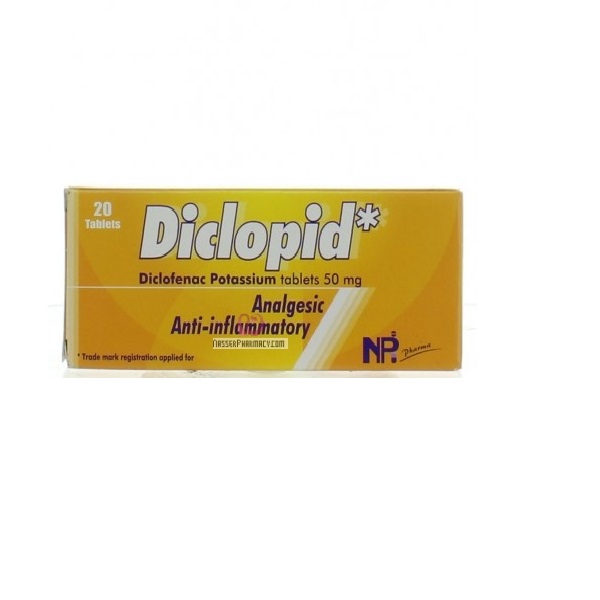 20
Tablets
Diclopid*
Diclofenac Potassium tablets 50 mg
Analgesic
Anti-inflammatory
NASSERPHARMACY.COM
* Trade mark registration applied for
NP Pharma